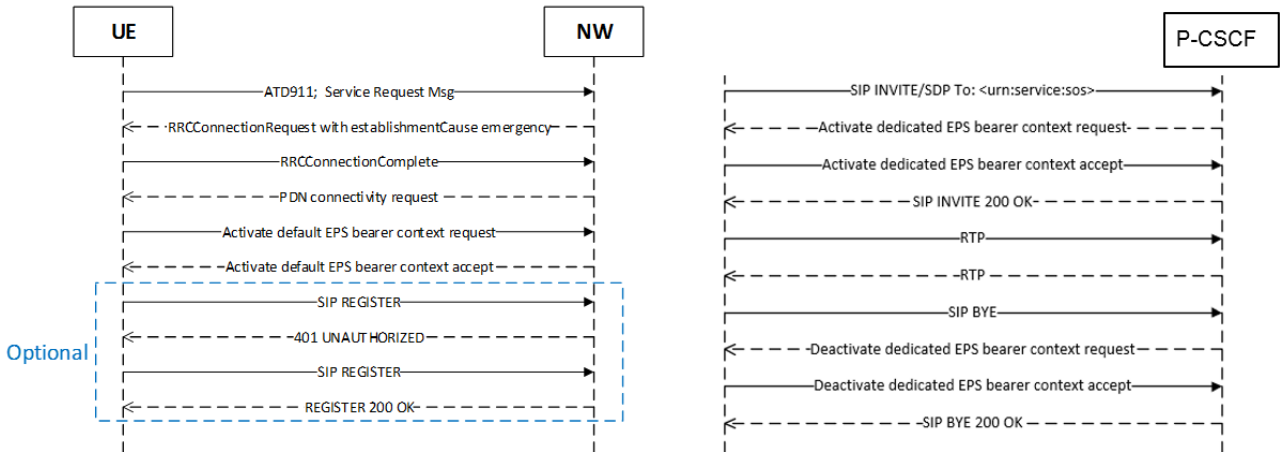 UE
NW
ATD911; Service Request Msg
RRCConnectionRequest with establishmentCause emergency
RRCConnectionComplete
PDN connectivity request
Activate default EPS bearer context request
Activate default EPS bearer context accept
Optional
SIP REGISTER
401 UNAUTHORIZED
SIP REGISTER
REGISTER 200 OK
P-CSCF
SIP INVITE/SDP To: <urn:service:sos>
Activate dedicated EPS bearer context request
Activate dedicated EPS bearer context accept
SIP INVITE 200 OK
RTP
RTP
SIP BYE
Deactivate dedicated EPS bearer context request
Deactivate dedicated EPS bearer context accept
SIP BYE 200 OK